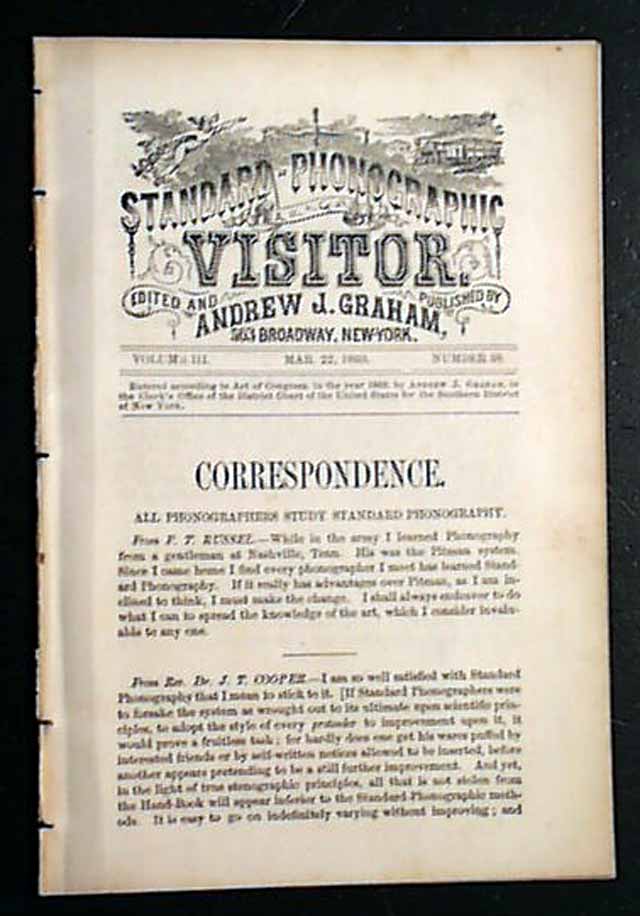 STANDARD-PHONOGRAPHIC
VISITOR.
EDITED AND PUBLISHED BY
ANDREW J. GRAHAM,
563 BROADWAY, NEW-YORK.
VOLUME III. MAR. 22, 1869. NUMBER
Entered according to Act of Congress, in the year 1869, by ANDREW J. GRAHAM, in
the Clerk's Office of the District Court of the United States for the Southern District
of New York.
CORRESPONDENCE.
ALL PHONOGRAPHERS STUDY STANDARD PHONOGRAPHY.
From F. T. RUSSEL.—While in the army I learned Phonography
from a gentleman at Nashville, Tenn. His was the Pitman system.
Since I came home I find every phonographer I meet has learned Stand-
ard Phonography. If it really has advantages over Pitman, as I am in-
clined to think, I must make the change. I shall always endeavor to do
what I can to spread the knowledge of the art, which I consider invalu-
able to any one.
From Rev. Dr. J. T. COOPER.—I am so well satisfied with Standard
Phonography that I mean to stick to it. [If Standard Phonographers were
to forsake the system as wrought out to its ultimate upon scientific prin-
ciples, to adopt the style of every pretender to improvement upon it, it
would prove a fruitless task; for hardly does one get his wares puffed by
interested friends or by self-written notices allowed to be inserted, before
another appears pretending to be a still further improvement. And yet,
in the light of true stenographic principles, all that is not stolen from
the Hand-Book will appear inferior to the Standard-Phonographic meth-
ods. It is easy to go on indefinitely varying without improving; and